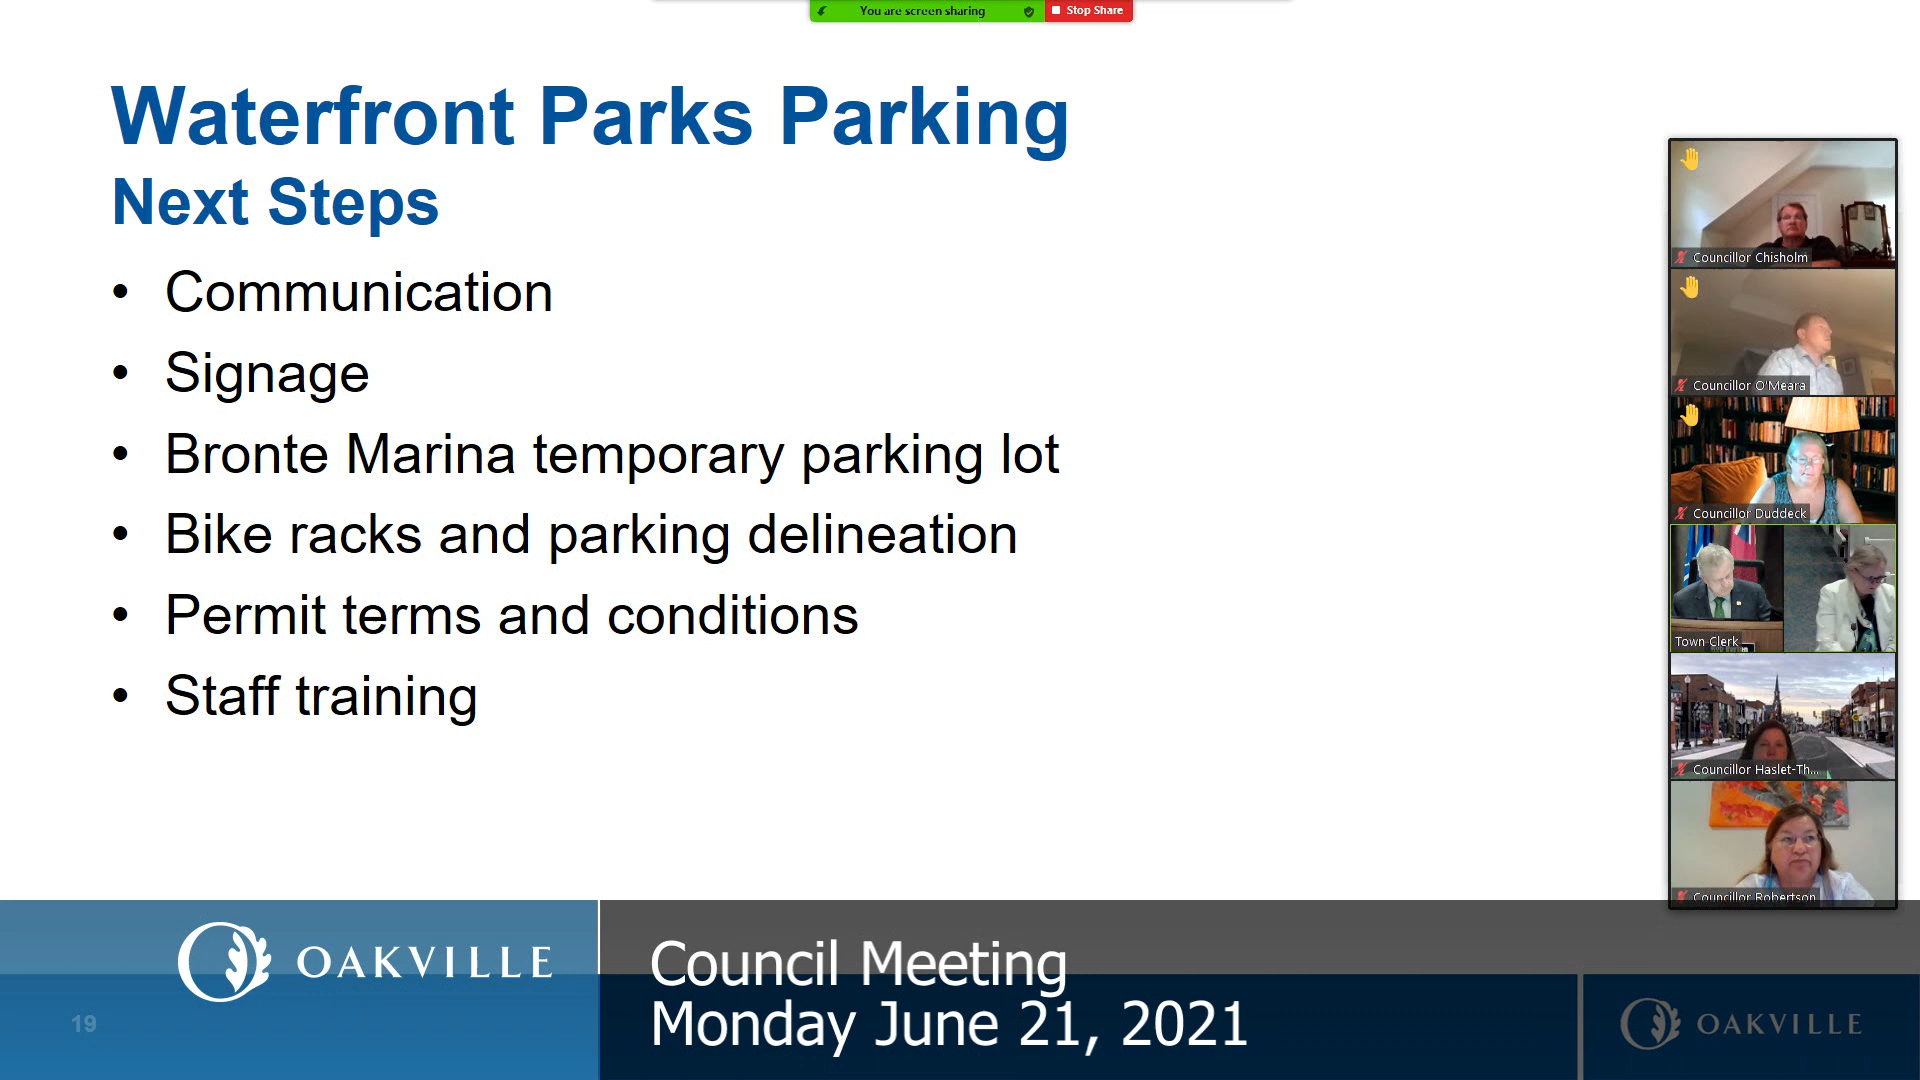 You are screen sharing
Stop Share
Waterfront Parks Parking
Next Steps
• Communication
• Signage
• Bronte Marina temporary parking lot
• Bike racks and parking delineation
• Permit terms and conditions
• Staff training
Councillor Chisholm
Councillor O'Meara
Councillor Duddeck
Town Clerk
Councillor Haslet-Th...
Councillor Robertson
OAKVILLE
19
Council Meeting
Monday June 21, 2021
OAKVILLE